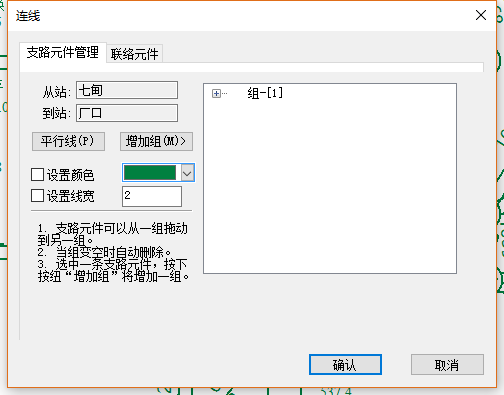 连线
支路元件管理 联络元件
从站: 七甸
到站: 厂口
平行线(P) 增加组(M)>
组-[1]
设置颜色
设置线宽 2
1. 支路元件可以从一组拖动
到另一组。
2. 当组变空时自动删除。
3. 选中一条支路元件，按下
按纽“增加组”将增加一组。
确认 取消